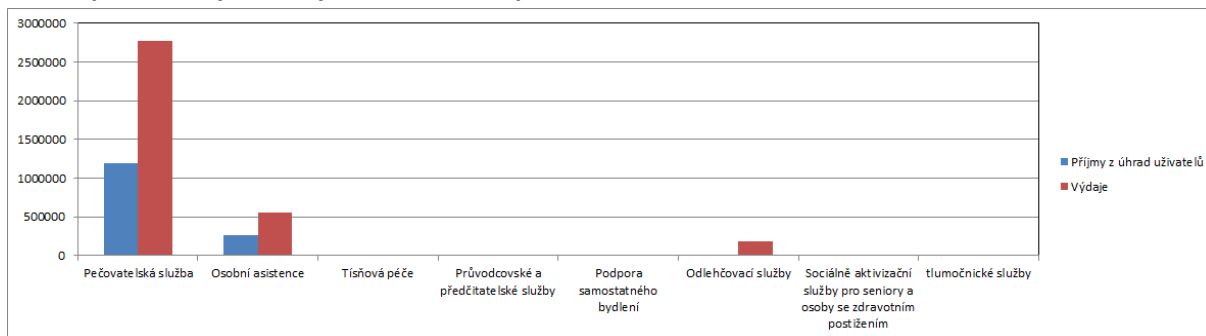 3000000
2500000
2000000
1500000
1000000
500000
0
Příjmy z úhrad uživatelů
Výdaje
Pečovatelská služba
Osobní asistence
Tísňová péče
Průvodcovské a
předčitatelské služby
Podpora
samostatného
bydlení
Odlehčovací služby
Sociálně aktivizační
služby pro seniory a
osoby se zdravotním
postižením
tlumočnické služby